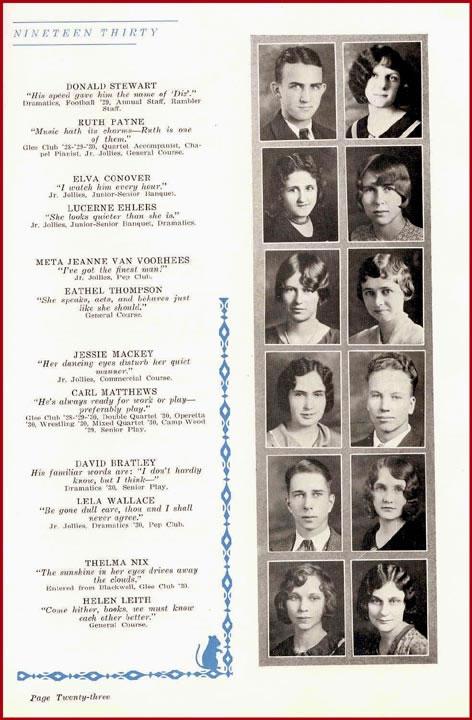 NINETEEN THIRTY
DONALD STEWART
"His speed gave him the name of 'Diz'."
Dramatics, Football '29, Annual Staff, Rambler
Staff.
RUTH PAYNE
"Music hath its charms—Ruth is one
of them."
Glee Club '28-'29-'30, Quartet Accompanist, Cha-
pel Pianist, Jr. Jollies, General Course.
ELVA CONOVER
"I watch him every hour."
Jr. Jollies, Junior-Senior Banquet.
LUCERNE EHLERS
"She looks quieter than she is."
Jr. Jollies, Junior-Senior Banquet, Dramatics.
META JEANNE VAN VOORHES
"I've got the finest man."
Jr. Jollies, Pep Club.
EATHEL THOMPSON
"She speaks, acts, and behaves just
like she should."
General Course.
JESSIE MACKEY
"Her dancing eyes disturb her quiet
manner."
Jr. Jollies, Commercial Course.
CARL MATTHEWS
"He's always ready for work or play—
preferably play."
Glee Club '28-'29-'30, Double Quartet '30, Operetta
'30, Wrestling '30, Mixed Quartet '30, Camp Wood
'29, Senior Play.
DAVID BRATLEY
His familiar words are: "I don't hardly
know, but I think—"
Dramatics '30, Senior Play.
LELA WALLACE
"Be gone dull care, thou and I shall
never agree."
Jr. Jollies, Dramatics '30, Pep Club.
THELMA NIX
"The sunshine in her eyes drives away
the clouds."
Entered from Blackwell, Glee Club '30.
HELEN LEITH
"Come hither, books, we must know
each other better."
General Course.
Page Twenty-three